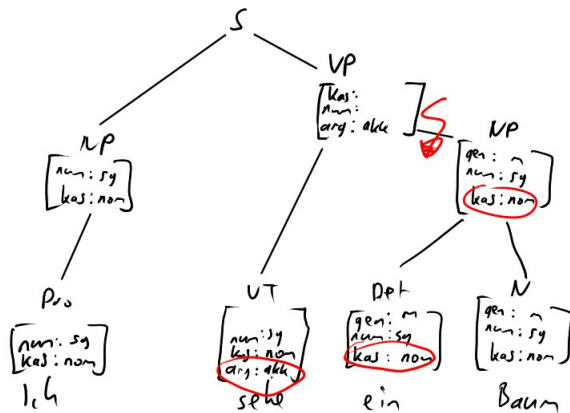 S
VP
[kas:
num:
arg: akk]
NP
[num: sg
kas: nom]
NP
[gen: m
num: sg
kas: nom]
Pro
[num: sg
kas: nom]
Ich
VT
[num: sg
kas: nom
arg: akk]
sehe
Det
[gen: m
num: sg
kas: nom]
ein
N
[gen: m
num: sg
kas: nom]
Baum